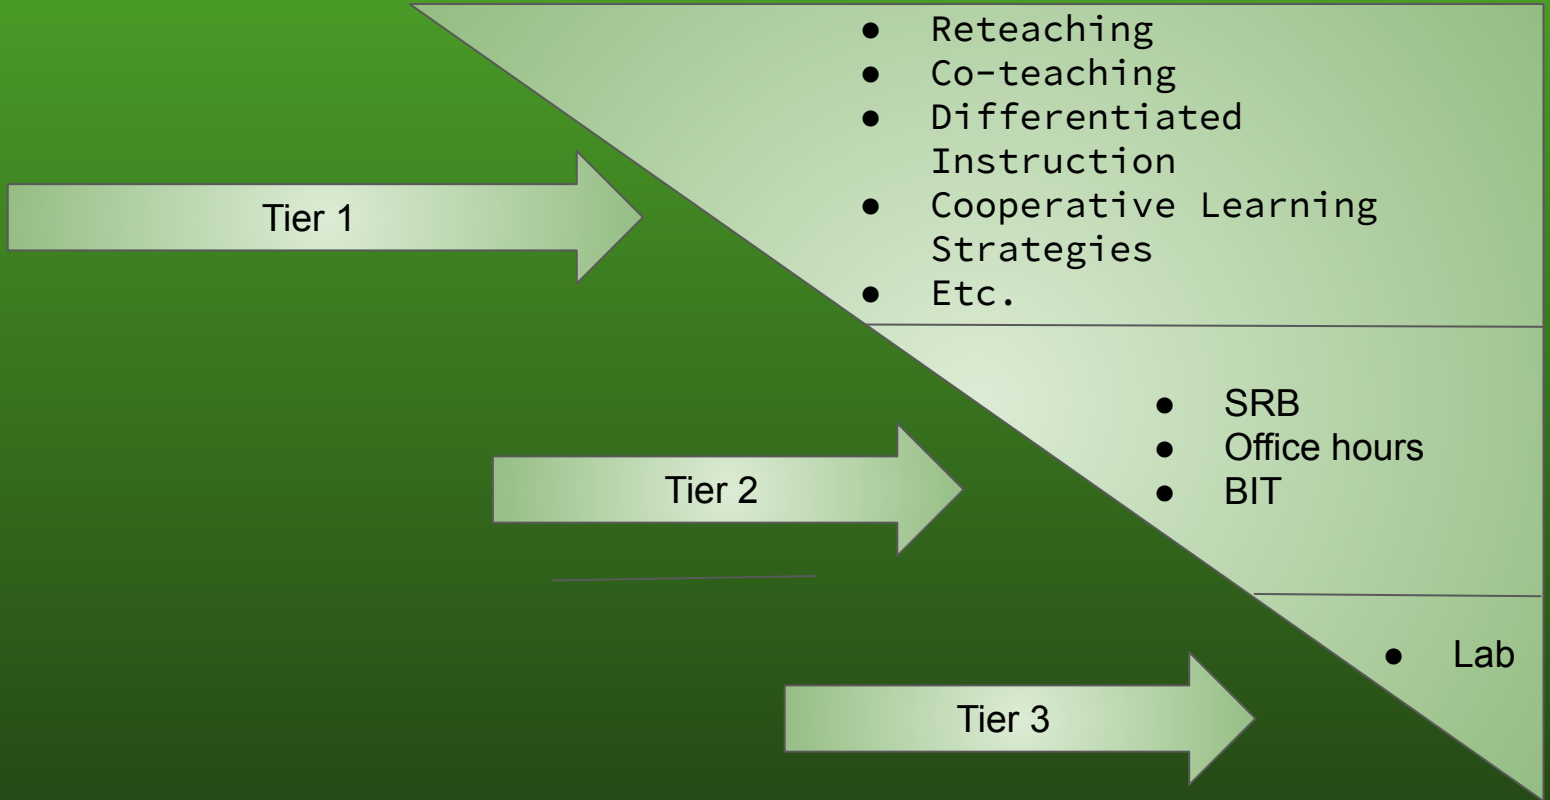 ● Reteaching
● Co-teaching
● Differentiated
Instruction
● Cooperative Learning
Strategies
● Etc.
Tier 1
● SRB
● Office hours
● BIT
Tier 2
● Lab
Tier 3